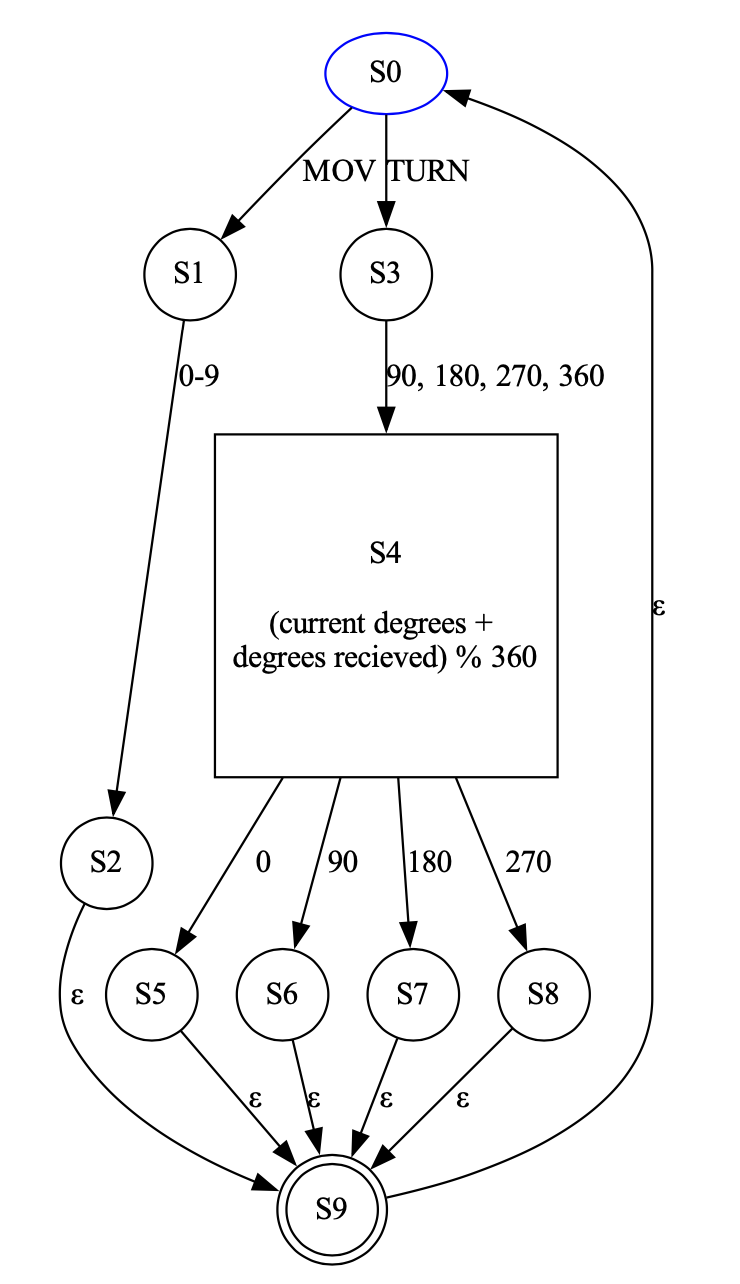 S0
MOV TURN
S1 S3
0-9 90, 180, 270, 360
S4
(current degrees +
degrees recieved) % 360
ε
S2 0 90 180 270
ε S5 S6 S7 S8
ε ε ε ε
S9